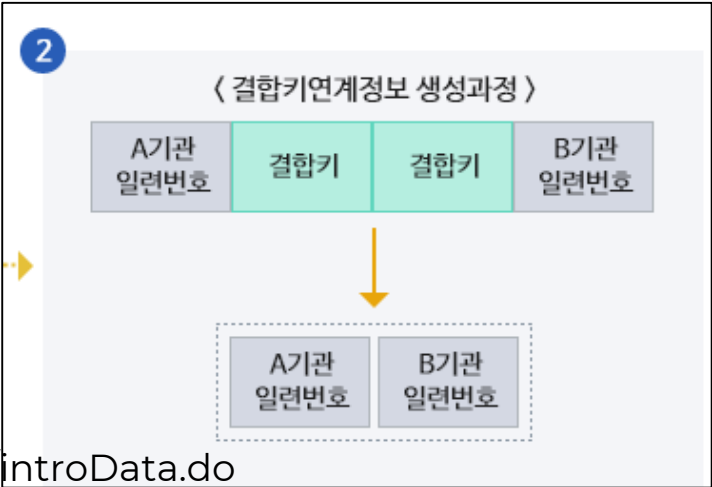 2
< 결합키연계정보 생성과정 >
A기관
일련번호
결합키
결합키
B기관
일련번호
A기관
일련번호
B기관
일련번호
introData.do